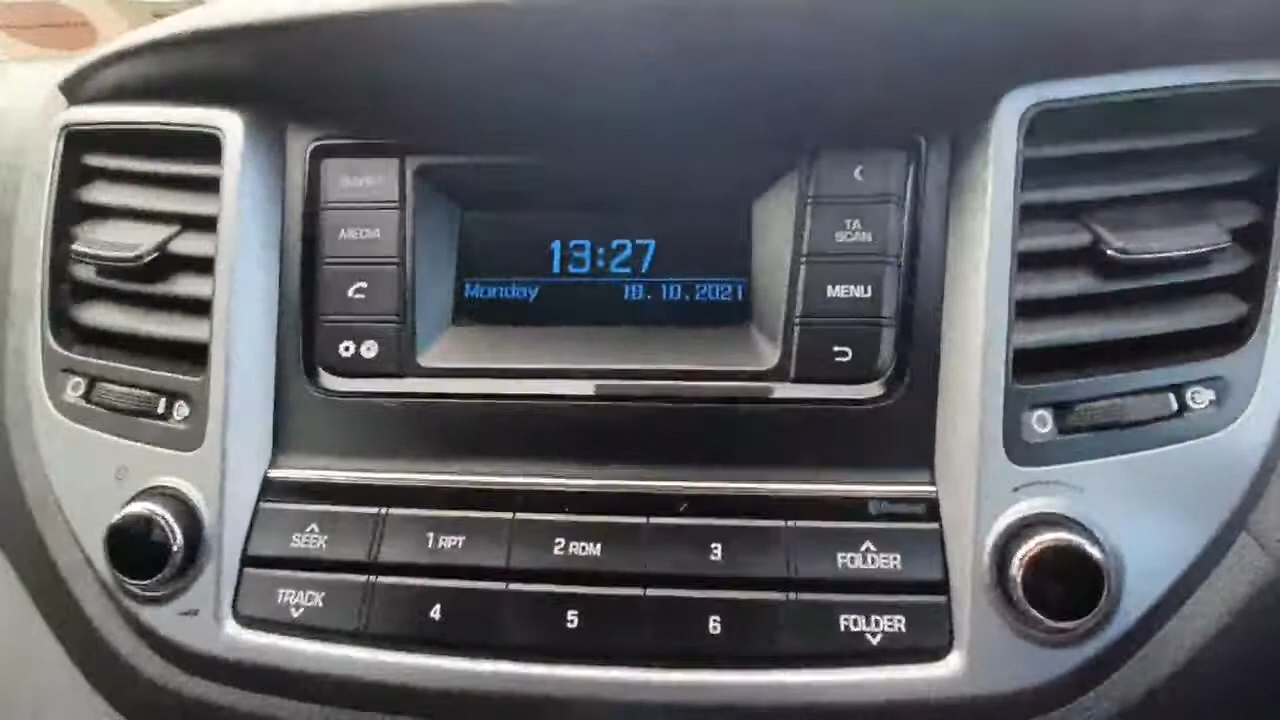 13:27
Monday 19.10.2021
MEDIA
TA
SCAN
MENU
SEEK
1 RPT
2 RDM
3
FOLDER
TRACK
4
5
6
FOLDER